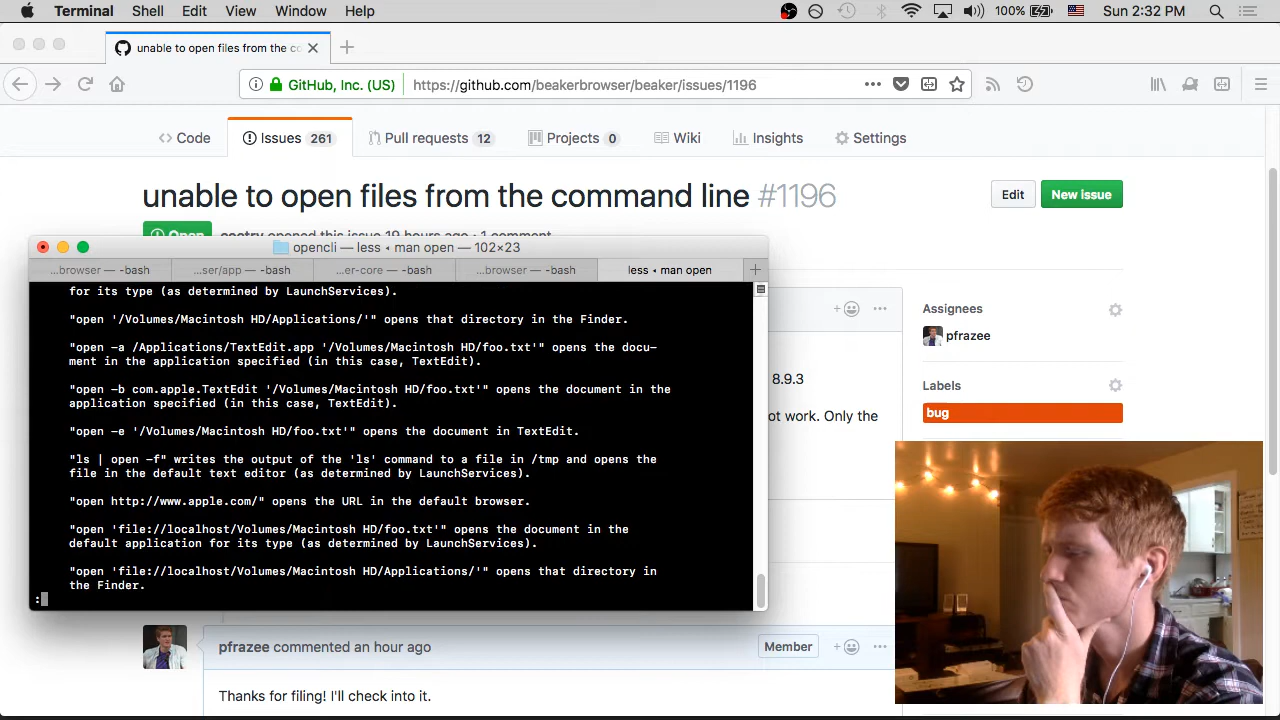 Terminal Shell Edit View Window Help 100% Sun 2:32 PM
unable to open files from the co
GitHub, Inc. (US) https://github.com/beakerbrowser/beaker/issues/1196
Code Issues 261 Pull requests 12 Projects 0 Wiki Insights Settings
unable to open files from the command line #1196 Edit New issue
Open opened this issue 19 hours ago · 1 comment
opencli — less ◂ man open — 102×23
...browser — -bash ...ser/app — -bash ...er-core — -bash ...browser — -bash less ◂ man open
for its type (as determined by LaunchServices).
"open '/Volumes/Macintosh HD/Applications/'" opens that directory in the Finder.
"open -a /Applications/TextEdit.app '/Volumes/Macintosh HD/foo.txt'" opens the docu-
ment in the application specified (in this case, TextEdit).
"open -b com.apple.TextEdit '/Volumes/Macintosh HD/foo.txt'" opens the document in the
application specified (in this case, TextEdit).
"open -e '/Volumes/Macintosh HD/foo.txt'" opens the document in TextEdit.
"ls | open -f" writes the output of the 'ls' command to a file in /tmp and opens the
file in the default text editor (as determined by LaunchServices).
"open http://www.apple.com/" opens the URL in the default browser.
"open 'file://localhost/Volumes/Macintosh HD/foo.txt'" opens the document in the
default application for its type (as determined by LaunchServices).
"open 'file://localhost/Volumes/Macintosh HD/Applications/'" opens that directory in
the Finder.
:
8.9.3
ot work. Only the
Assignees
pfrazee
Labels
bug
pfrazee commented an hour ago Member
Thanks for filing! I'll check into it.